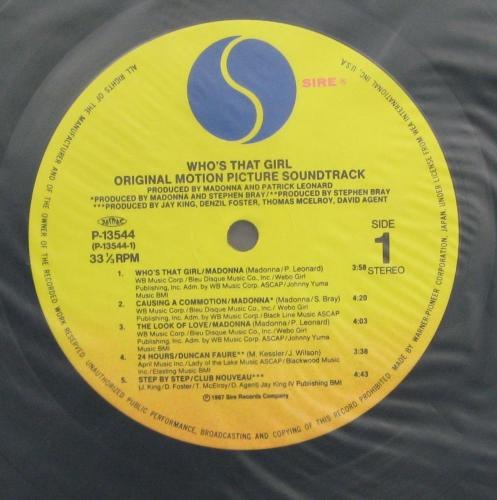 SIRE®
WHO'S THAT GIRL
ORIGINAL MOTION PICTURE SOUNDTRACK
PRODUCED BY MADONNA AND PATRICK LEONARD
*PRODUCED BY MADONNA AND STEPHEN BRAY/**PRODUCED BY STEPHEN BRAY
/***PRODUCED BY JAY KING, DENZIL FOSTER, THOMAS MCELROY, DAVID AGENT
P-13544
(P-13544-1)
33 ⅓ RPM
SIDE
1
STEREO
1. WHO'S THAT GIRL/MADONNA (Madonna/P. Leonard) 3:58
WB Music Corp./Bleu Disque Music Co., Inc./Webo Girl
Publishing, Inc. Adm. by WB Music Corp. ASCAP/Johnny Yuma
Music BMI
2. CAUSING A COMMOTION/MADONNA* (Madonna/S. Bray) 4:20
WB Music Corp./Bleu Disque Music Co., Inc./Webo Girl
Publishing, Inc. Adm. by WB Music Corp./Black Lion Music ASCAP
3. THE LOOK OF LOVE/MADONNA (Madonna/P. Leonard) 4:03
WB Music Corp./Bleu Disque Music Corp./Webo Girl
Publishing, Inc. Adm. by WB Music Corp. ASCAP/Johnny Yuma
Music BMI
4. 24 HOURS/DUNCAN FAURE** (M. Kessler/J. Wilson) 3:38
April Music Inc./Lady of the Lake Music ASCAP/Blackwood Music
Inc./Elesting Music BMI
5. STEP BY STEP/CLUB NOUVEAU*** 4:43
(J. King/D. Foster/T. McElroy/D. Agent) Jay King IV Publishing BMI
℗1987 Sire Records Company
ALL RIGHTS OF THE MANUFACTURER AND OF THE OWNER OF THE RECORDED WORK RESERVED. UNAUTHORIZED PUBLIC PERFORMANCE, BROADCASTING AND COPYING OF THIS RECORD PROHIBITED. MADE BY WARNER-PIONEER CORPORATION, JAPAN, UNDER LICENSE FROM WEA INTERNATIONAL INC., U.S.A.